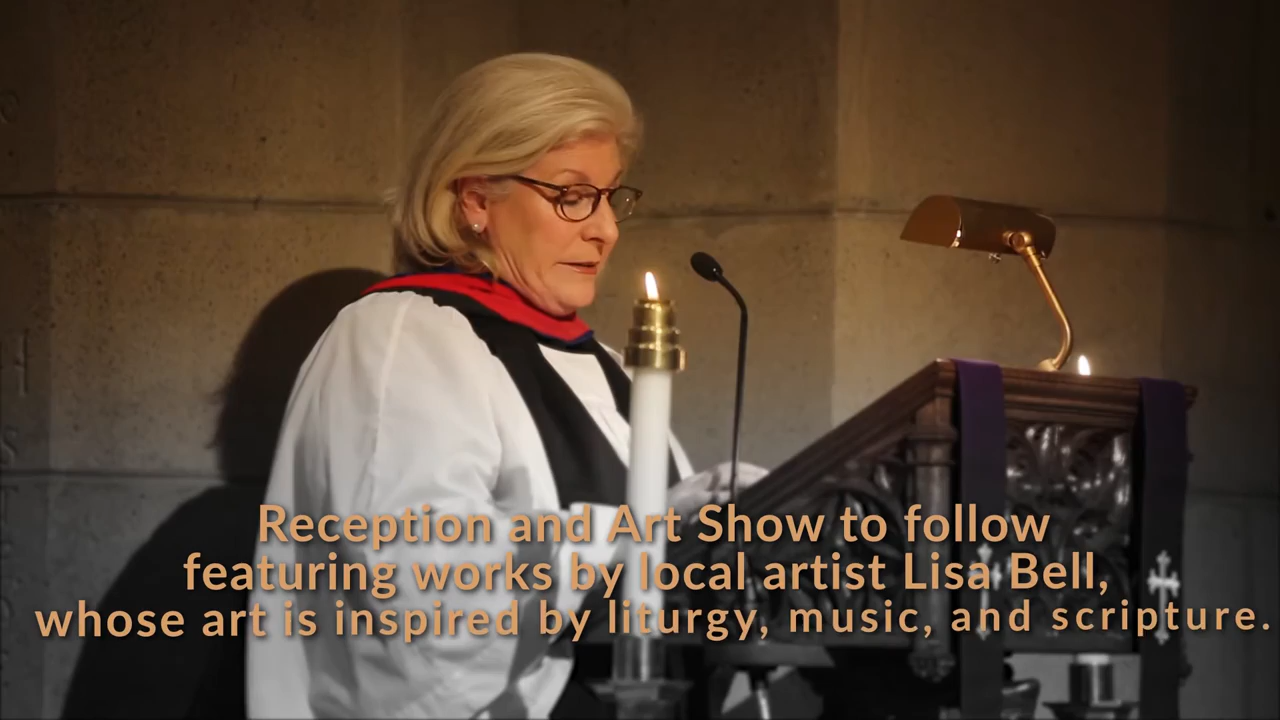 Reception and Art Show to follow
featuring works by local artist Lisa Bell,
whose art is inspired by liturgy, music, and scripture.